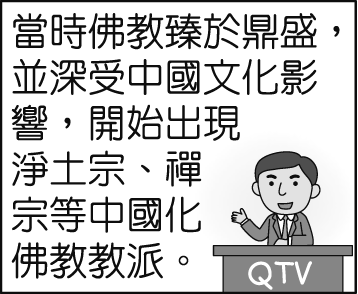 當時佛教臻於鼎盛，
並深受中國文化影
響，開始出現
淨土宗、禪
宗等中國化
佛教教派。
QTV